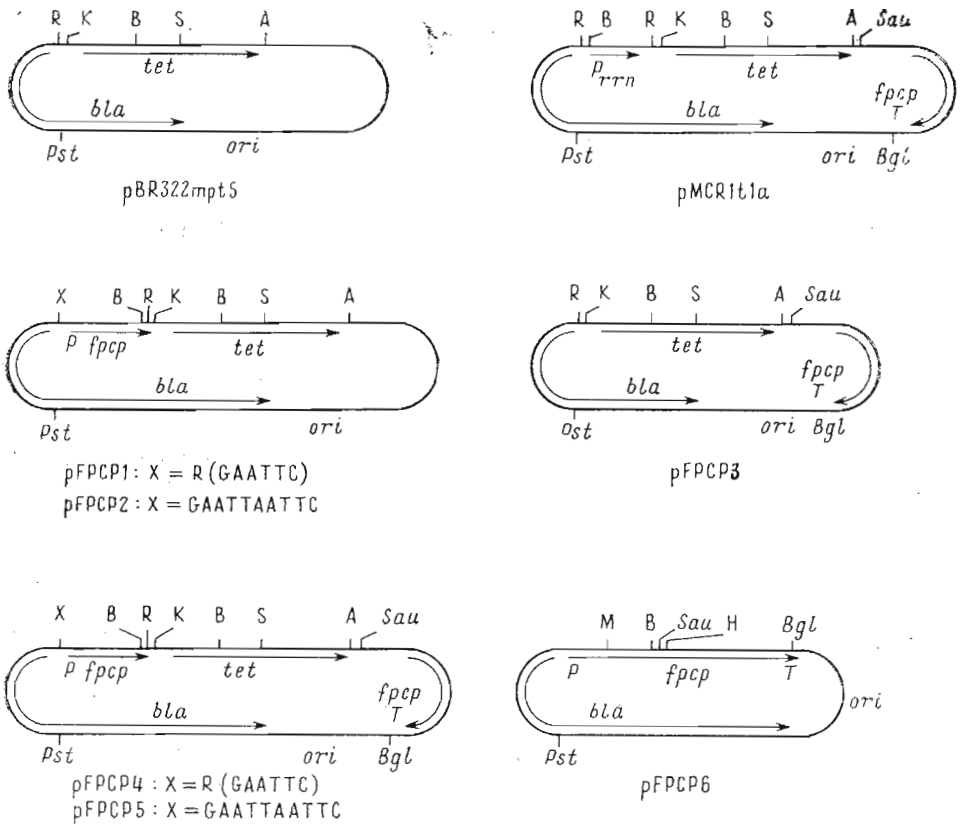 R K B S A
tet
bla
Pst ori
pBR322mpt5
R B R K B S A Sau
Prrn tet
fpcp
T
bla
Pst ori Bgl
pMCR1t1a
X B R K B S A
P fpcp tet
bla
Pst ori
pFPCP1: X = R (GAATTC)
pFPCP2: X = GAATTAATTC
R K B S A Sau
tet
fpcp
T
bla
Ost ori Bgl
pFPCP3
X B R K B S A Sau
P fpcp tet
fpcp
T
bla
Pst ori Bgl
pFPCP4: X = R (GAATTC)
pFPCP5: X = GAATTAATTC
M B Sau H Bgl
P fpcp T
ori
bla
Pst
pFPCP6